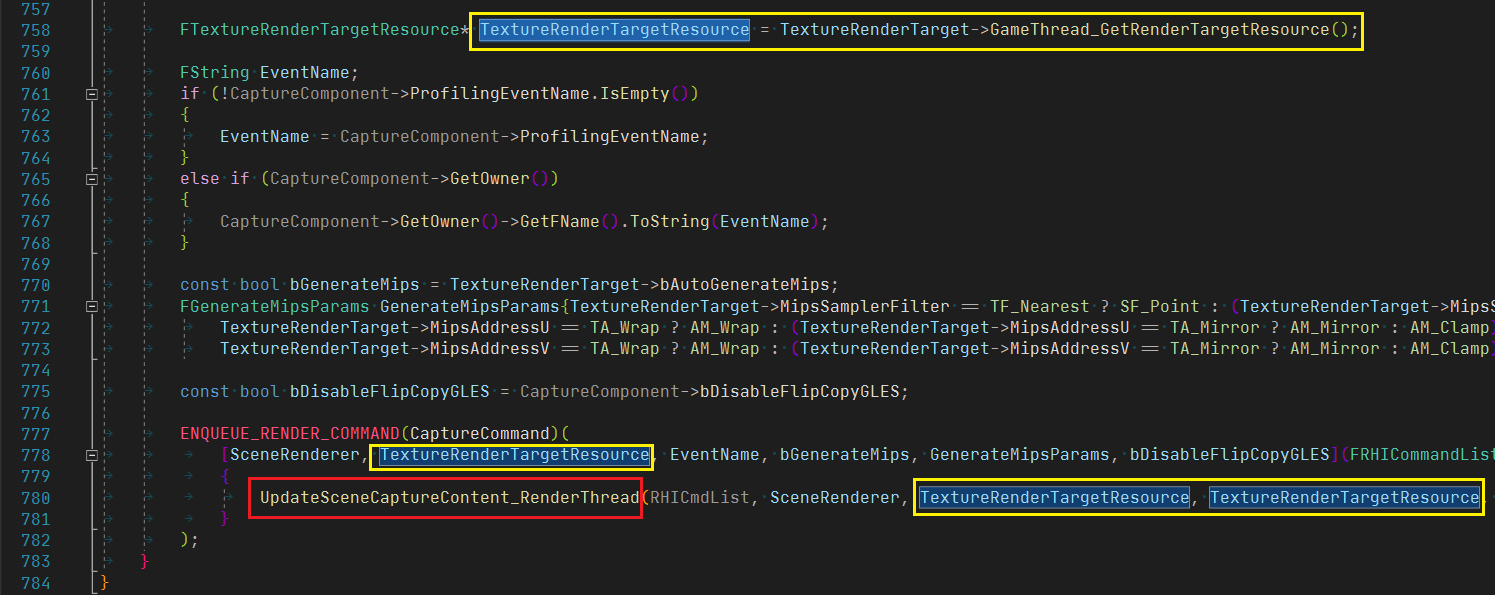 757
758 FTextureRenderTargetResource* TextureRenderTargetResource = TextureRenderTarget->GameThread_GetRenderTargetResource();
759
760 FString EventName;
761 if (!CaptureComponent->ProfilingEventName.IsEmpty())
762 {
763 EventName = CaptureComponent->ProfilingEventName;
764 }
765 else if (CaptureComponent->GetOwner())
766 {
767 CaptureComponent->GetOwner()->GetFName().ToString(EventName);
768 }
769
770 const bool bGenerateMips = TextureRenderTarget->bAutoGenerateMips;
771 FGenerateMipsParams GenerateMipsParams{TextureRenderTarget->MipsSamplerFilter == TF_Nearest ? SF_Point : (TextureRenderTarget->MipsS
772 TextureRenderTarget->MipsAddressU == TA_Wrap ? AM_Wrap : (TextureRenderTarget->MipsAddressU == TA_Mirror ? AM_Mirror : AM_Clamp)
773 TextureRenderTarget->MipsAddressV == TA_Wrap ? AM_Wrap : (TextureRenderTarget->MipsAddressV == TA_Mirror ? AM_Mirror : AM_Clamp)
774
775 const bool bDisableFlipCopyGLES = CaptureComponent->bDisableFlipCopyGLES;
776
777 ENQUEUE_RENDER_COMMAND(CaptureCommand)(
778 [SceneRenderer, TextureRenderTargetResource, EventName, bGenerateMips, GenerateMipsParams, bDisableFlipCopyGLES](FRHICommandList
779 {
780 UpdateSceneCaptureContent_RenderThread(RHICmdList, SceneRenderer, TextureRenderTargetResource, TextureRenderTargetResource,
781 }
782 );
783 }
784 }